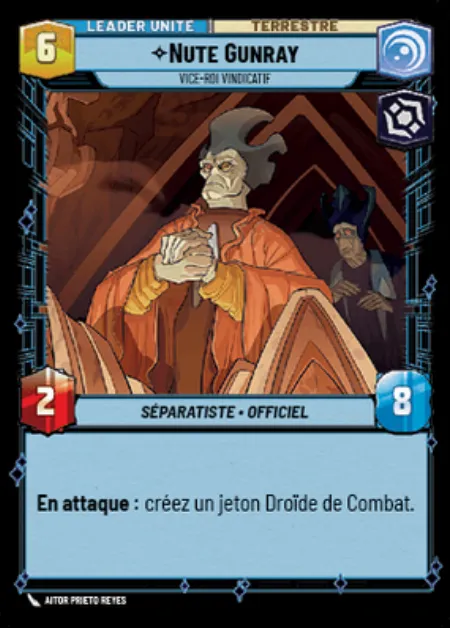 LEADER UNITÉ TERRESTRE
6 Nute Gunray
VICE-ROI VINDICATIF
2 SÉPARATISTE • OFFICIEL 8
En attaque : créez un jeton Droïde de Combat.
AITOR PRIETO REYES